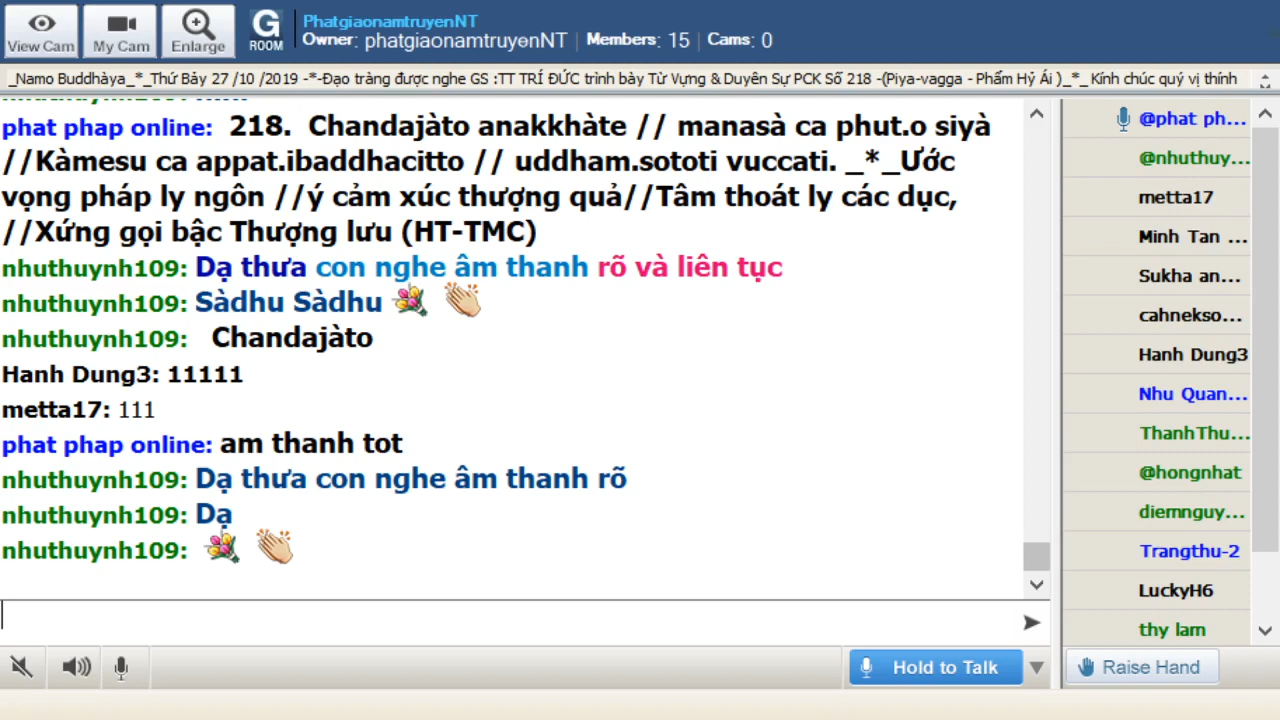 View Cam
My Cam
Enlarge
G
ROOM
PhatgiaonamtruyenNT
Owner: phatgiaonamtruyenNT | Members: 15 | Cams: 0
_Namo Buddhàya_*_Thứ Bảy 27 /10 /2019 -*-Đạo tràng được nghe GS :TT TRÍ ĐỨC trình bày Từ Vựng & Duyên Sự PCK Số 218 -(Piya-vagga - Phẩm Hỷ Ái )_*_Kính chúc quý vị thính
phat phap online: 218. Chandajàto anakkhàte // manasà ca phut.o siyà
//Kàmesu ca appat.ibaddhacitto // uddham.sototi vuccati. _*_Ước
vọng pháp ly ngôn //ý cảm xúc thượng quả//Tâm thoát ly các dục,
//Xứng gọi bậc Thượng lưu (HT-TMC)
nhuthuynh109: Dạ thưa con nghe âm thanh rõ và liên tục
nhuthuynh109: Sàdhu Sàdhu
nhuthuynh109: Chandajàto
Hanh Dung3: 11111
metta17: 111
phat phap online: am thanh tot
nhuthuynh109: Dạ thưa con nghe âm thanh rõ
nhuthuynh109: Dạ
nhuthuynh109:
@phat ph...
@nhuthuy...
metta17
Minh Tan ...
Sukha an...
cahnekso...
Hanh Dung3
Nhu Quan...
ThanhThu...
@hongnhat
diemnguy...
Trangthu-2
LuckyH6
thy lam
Hold to Talk
Raise Hand